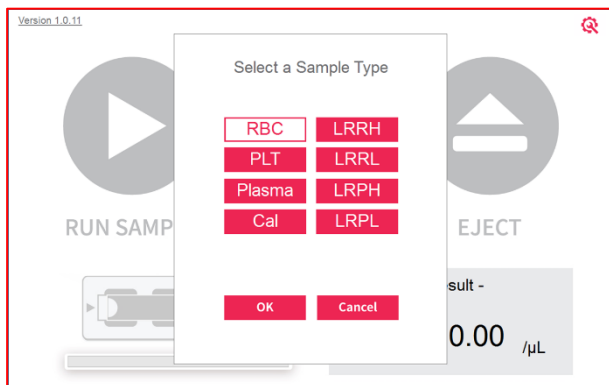 Version 1.0.11
Select a Sample Type
RBC LRRH
PLT LRRL
Plasma LRPH
Cal LRPL
RUN SAMP
EJECT
OK Cancel
sult -
0.00 /µL